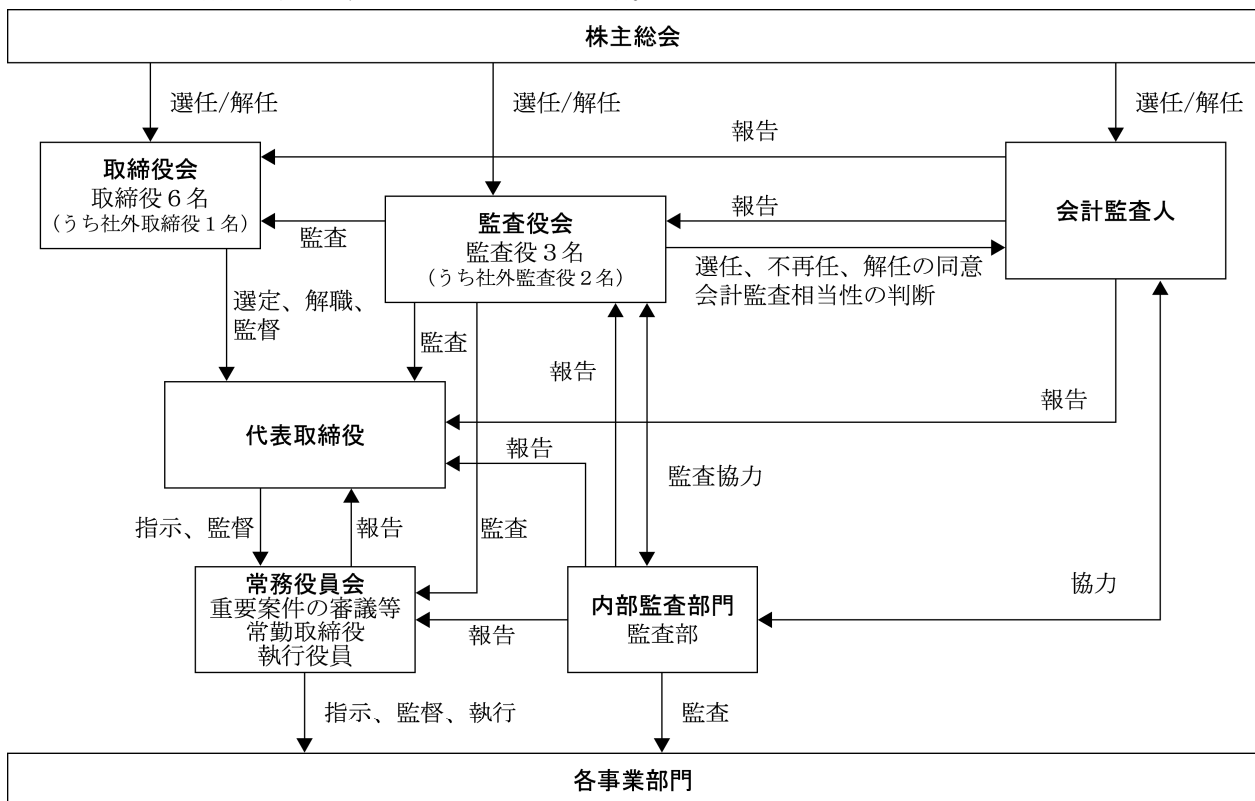 株主総会
選任/解任
選任/解任
選任/解任
報告
取締役会
取締役6名
(うち社外取締役1名)
監査
監査役会
監査役3名
(うち社外監査役2名)
報告
会計監査人
選任、不再任、解任の同意
会計監査相当性の判断
選定、解職、
監督
監査
報告
報告
代表取締役
報告
監査協力
指示、監督
報告
監査
常務役員会
重要案件の審議等
常勤取締役
執行役員
報告
内部監査部門
監査部
協力
指示、監督、執行
監査
各事業部門